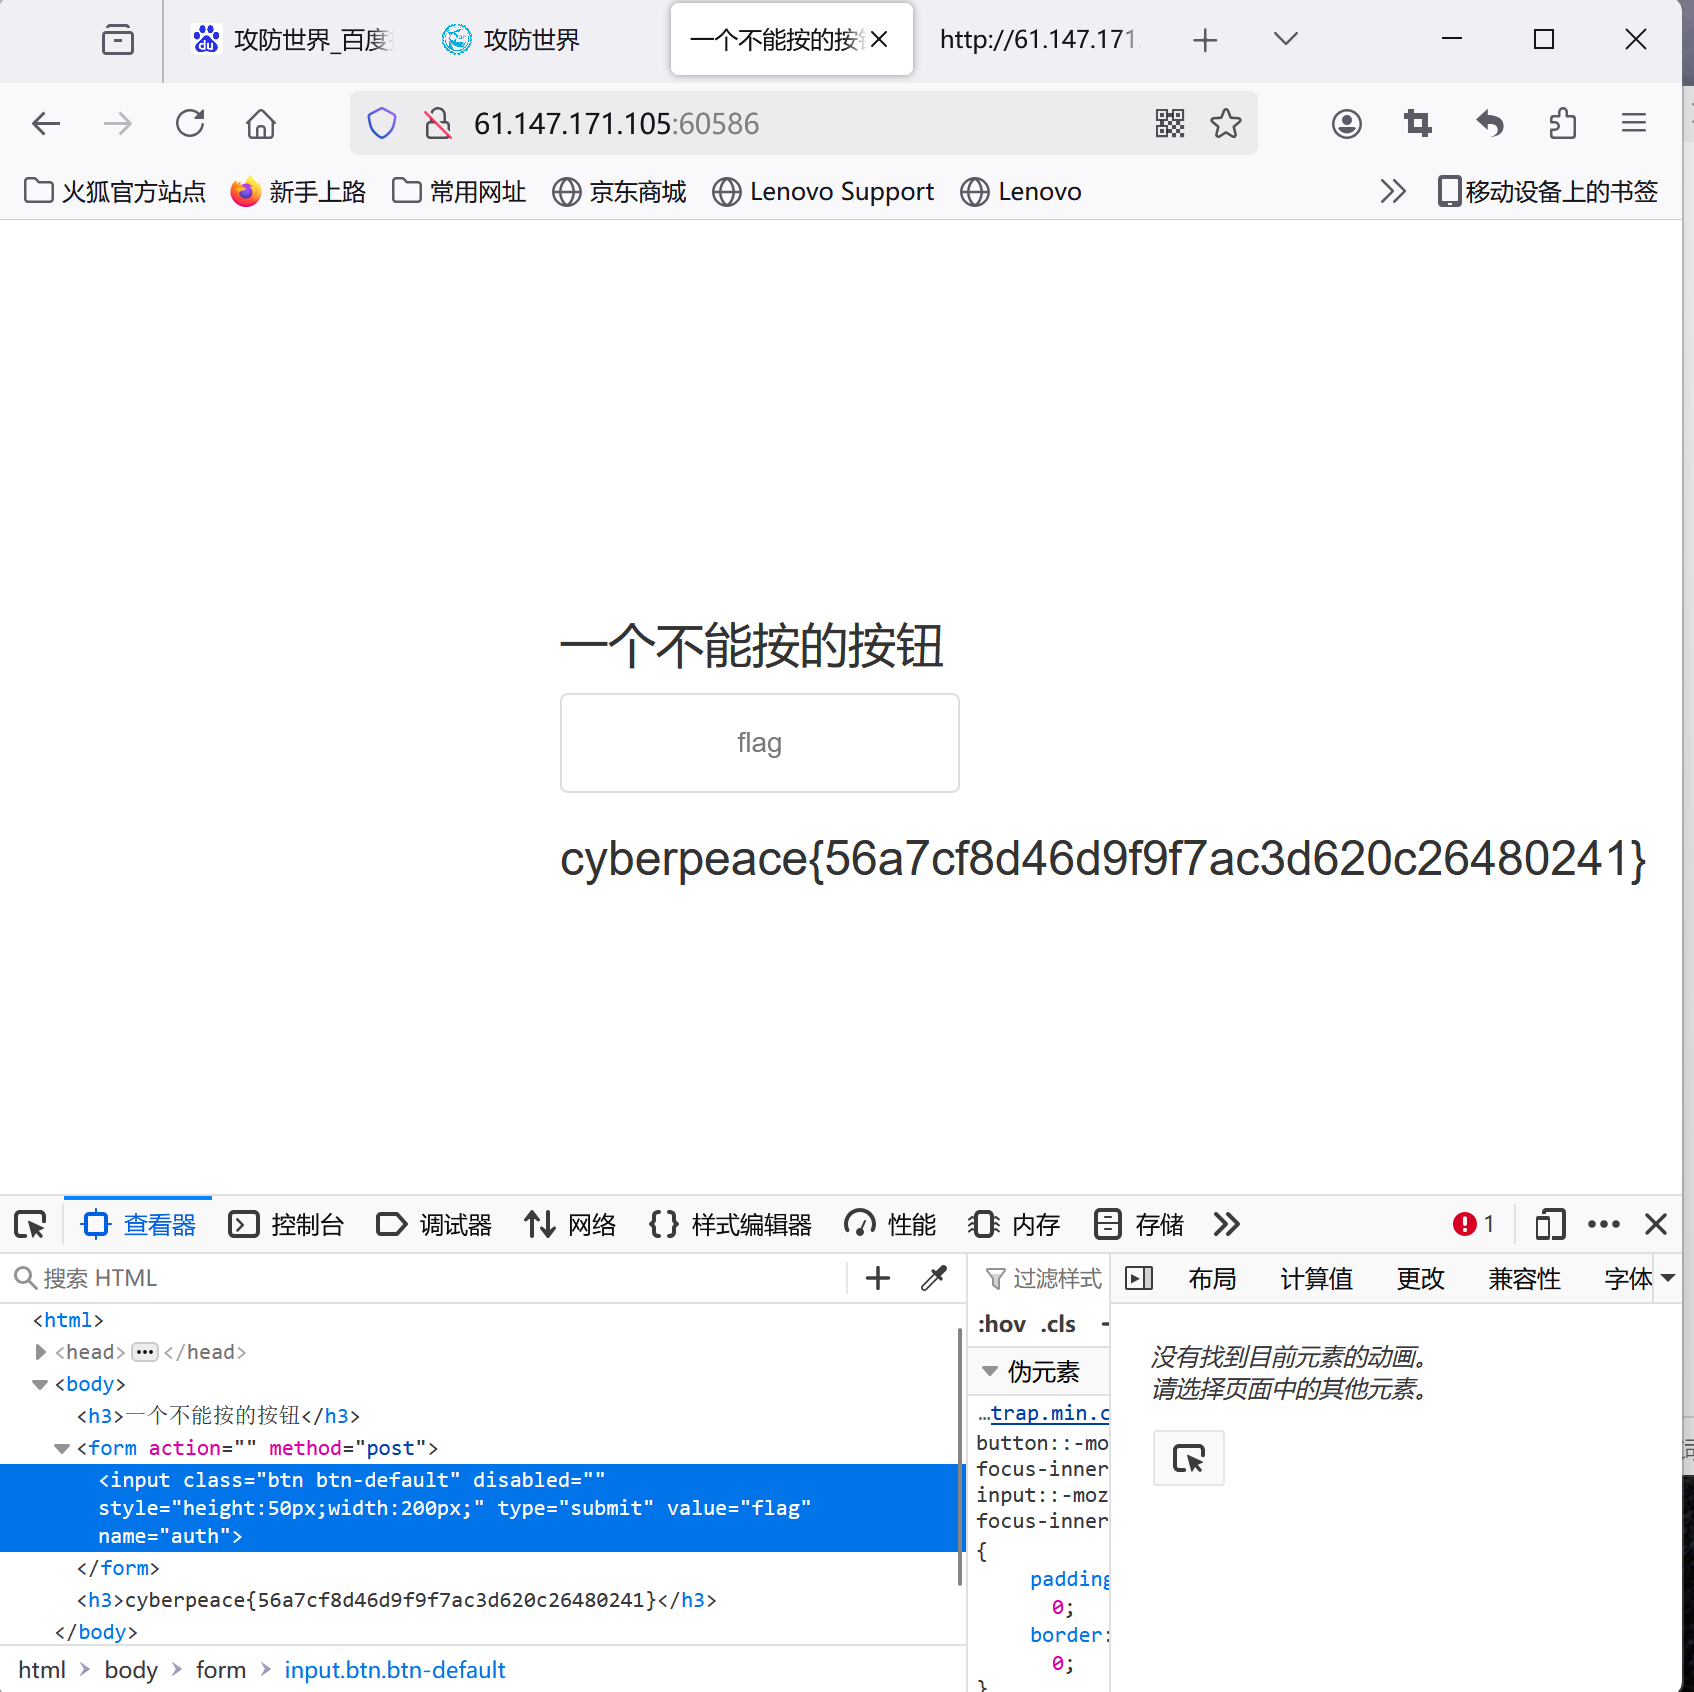 攻防世界_百度
攻防世界
一个不能按的按
http://61.147.171.
61.147.171.105:60586
火狐官方站点
新手上路
常用网址
京东商城
Lenovo Support
Lenovo
移动设备上的书签
一个不能按的按钮
flag
cyberpeace{56a7cf8d46d9f9f7ac3d620c26480241}
查看器
控制台
调试器
网络
样式编辑器
性能
内存
存储
1
搜索 HTML
过滤样式
布局
计算值
更改
兼容性
字体
<html>
<head>
</head>
<body>
<h3>一个不能按的按钮</h3>
<form action="" method="post">
<input class="btn btn-default" disabled=""
style="height:50px;width:200px;" type="submit" value="flag"
name="auth">
</form>
<h3>cyberpeace{56a7cf8d46d9f9f7ac3d620c26480241}</h3>
</body>
html
body
form
input.btn.btn-default
:hov .cls
伪元素
…trap.min.c
button::-mo
focus-inner
input::-moz
focus-inner
{
padding
0;
border:
0;
}
没有找到目前元素的动画。
请选择页面中的其他元素。